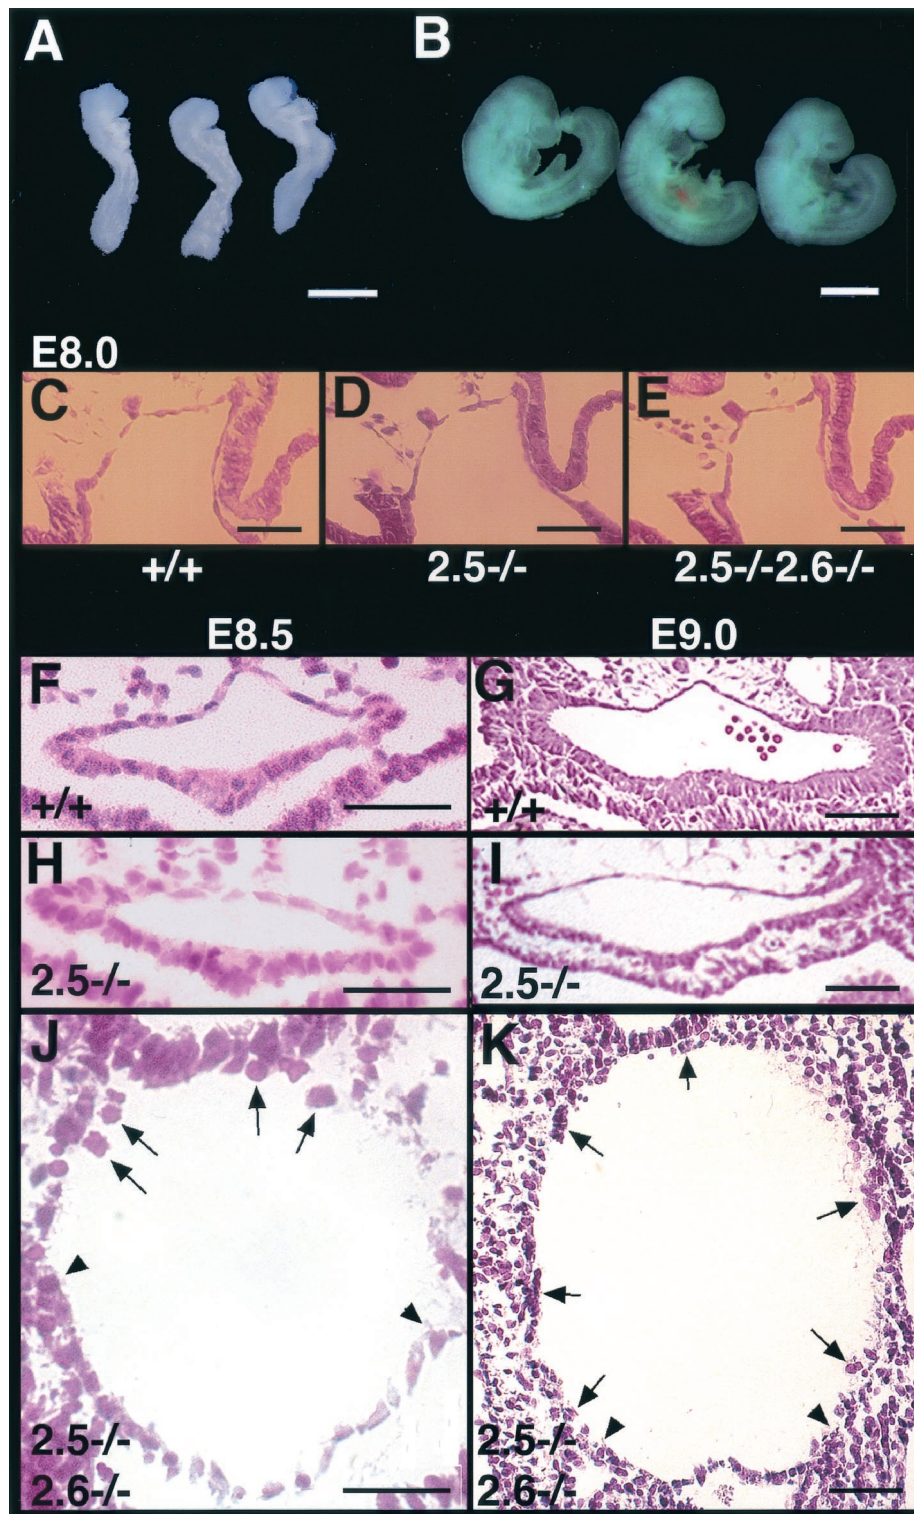 A
B
E8.0
C
D
E
+/+
2.5-/-
2.5-/-2.6-/-
E8.5
E9.0
F
+/+
G
+/+
H
2.5-/-
I
2.5-/-
J
2.5-/-
2.6-/-
K
2.5-/-
2.6-/-